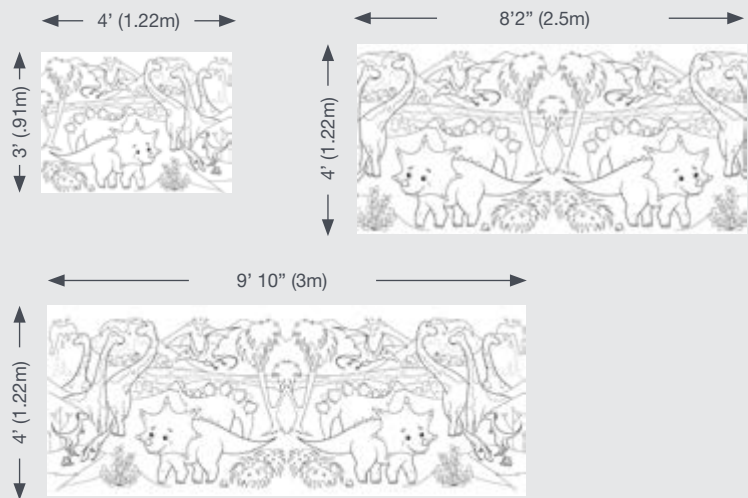 4’ (1.22m)
3’ (.91m)
8’2” (2.5m)
4’ (1.22m)
9’ 10” (3m)
4’ (1.22m)